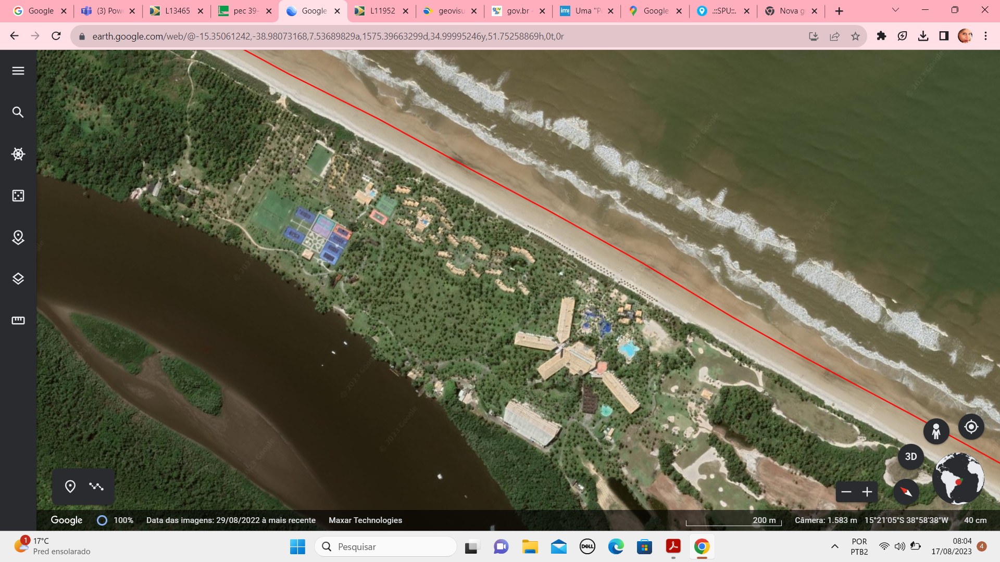 Google
(3) Pow
L13465
pec 39-
Google
L11952
geovisu
gov.br -
Uma "P
Google
.::SPU::.
Nova g
earth.google.com/web/@-15.35061242,-38.98073168,7.53689829a,1575.39663299d,34.99995246y,51.75258869h,0t,0r
3D
Google
100%
Data das imagens: 29/08/2022 à mais recente
Maxar Technologies
200 m
Câmera: 1.583 m
15°21'05"S 38°58'38"W
40 cm
1
17°C
Pred ensolarado
Pesquisar
DELL
POR
PTB2
08:04
17/08/2023
4